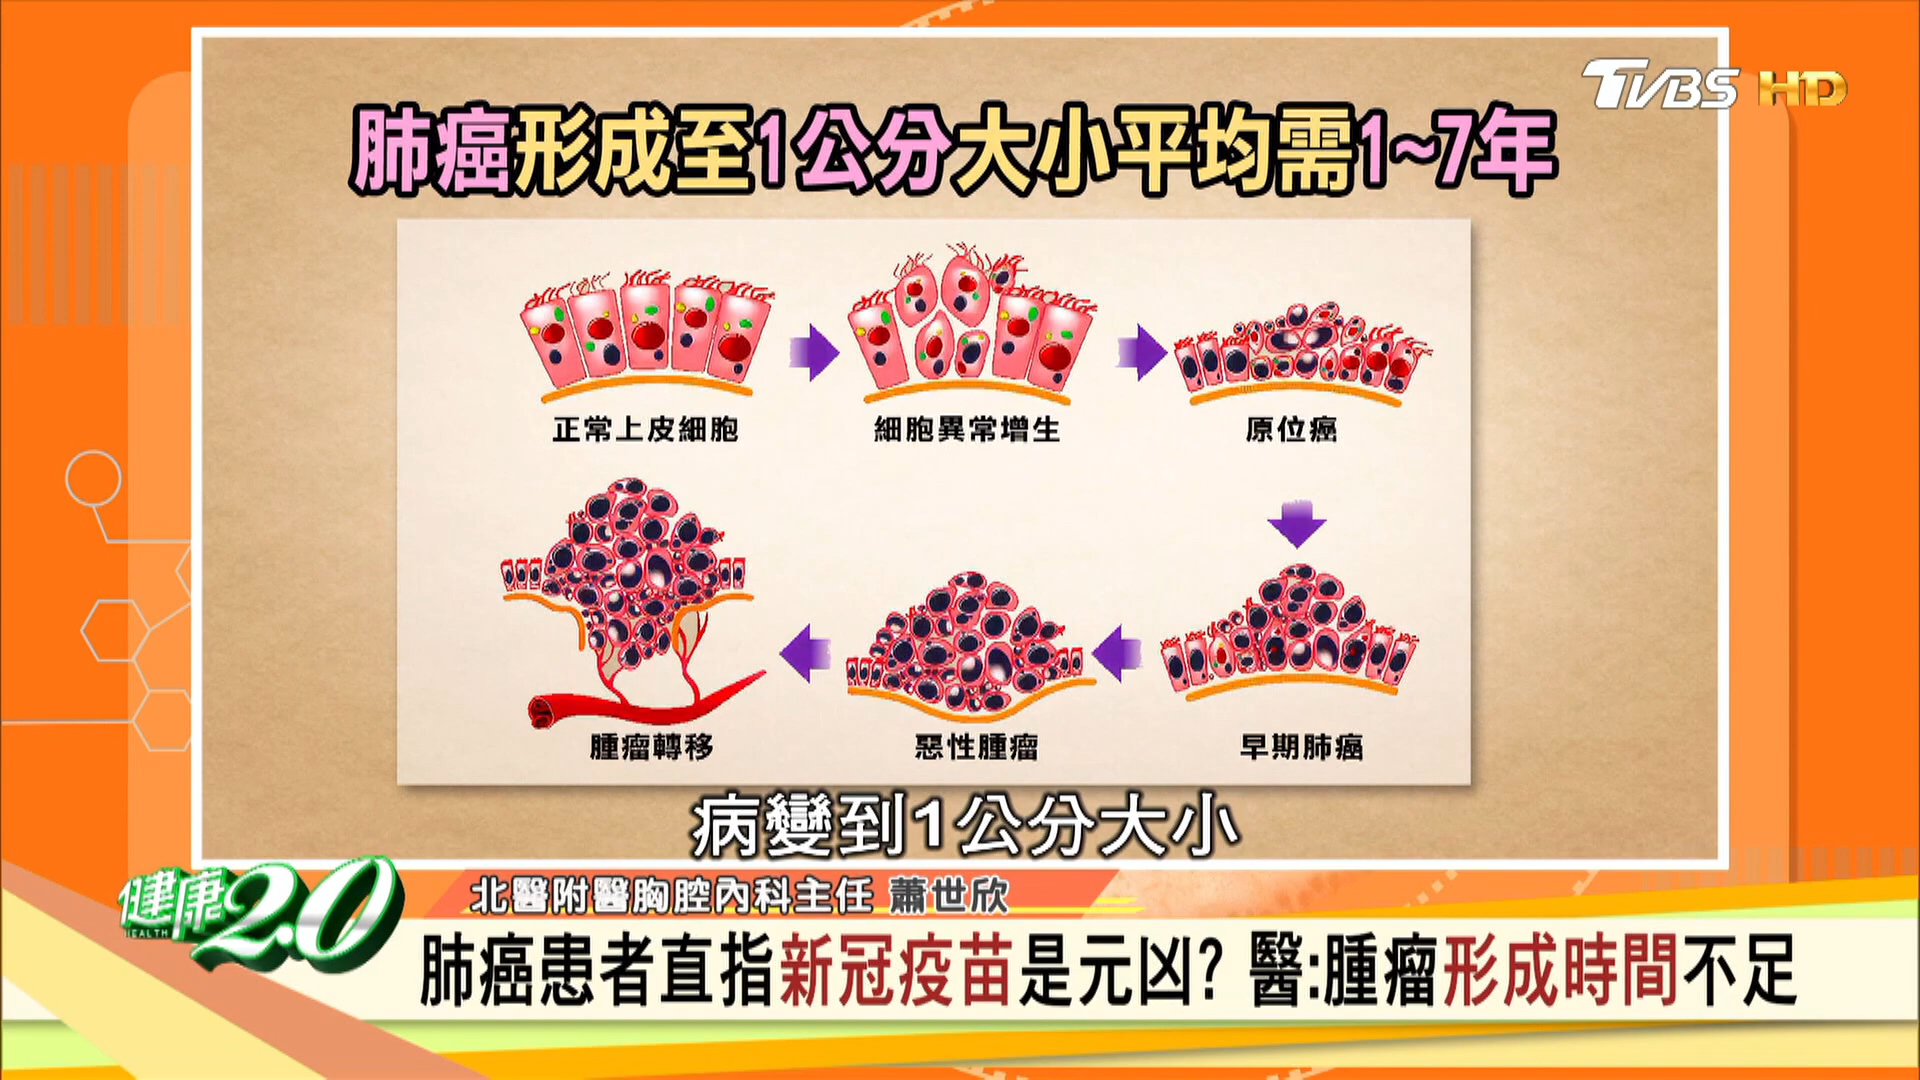 TVBS HD
肺癌形成至1公分大小平均需1~7年
正常上皮細胞
細胞異常增生
原位癌
腫瘤轉移
惡性腫瘤
早期肺癌
病變到1公分大小
健康2.0
HEALTH
北醫附醫胸腔內科主任 蕭世欣
肺癌患者直指新冠疫苗是元凶? 醫:腫瘤形成時間不足